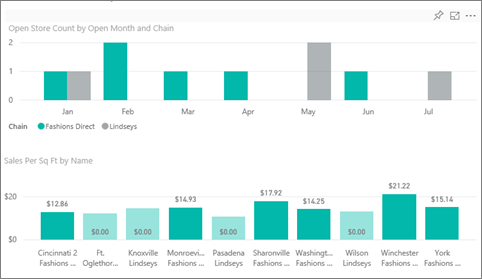 Open Store Count by Open Month and Chain
2
1
0
Jan Feb Mar Apr May Jun Jul
Chain Fashions Direct Lindseys
Sales Per Sq Ft by Name
$20
$0
$12.86 $0.00 $0.00 $14.93 $0.00 $17.92 $14.25 $0.00 $21.22 $15.14
Cincinnati 2 Ft. Knoxville Monroevi... Pasadena Sharonville Washingt... Wilson Winchester York
Fashions ... Oglethor... Lindseys Fashions ... Lindseys Fashions ... Fashions ... Lindseys Fashions ... Fashions ...